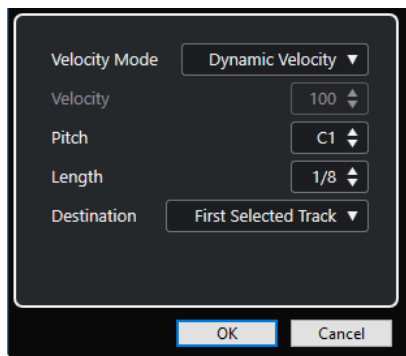 Velocity Mode Dynamic Velocity
Velocity 100
Pitch C1
Length 1/8
Destination First Selected Track
OK Cancel